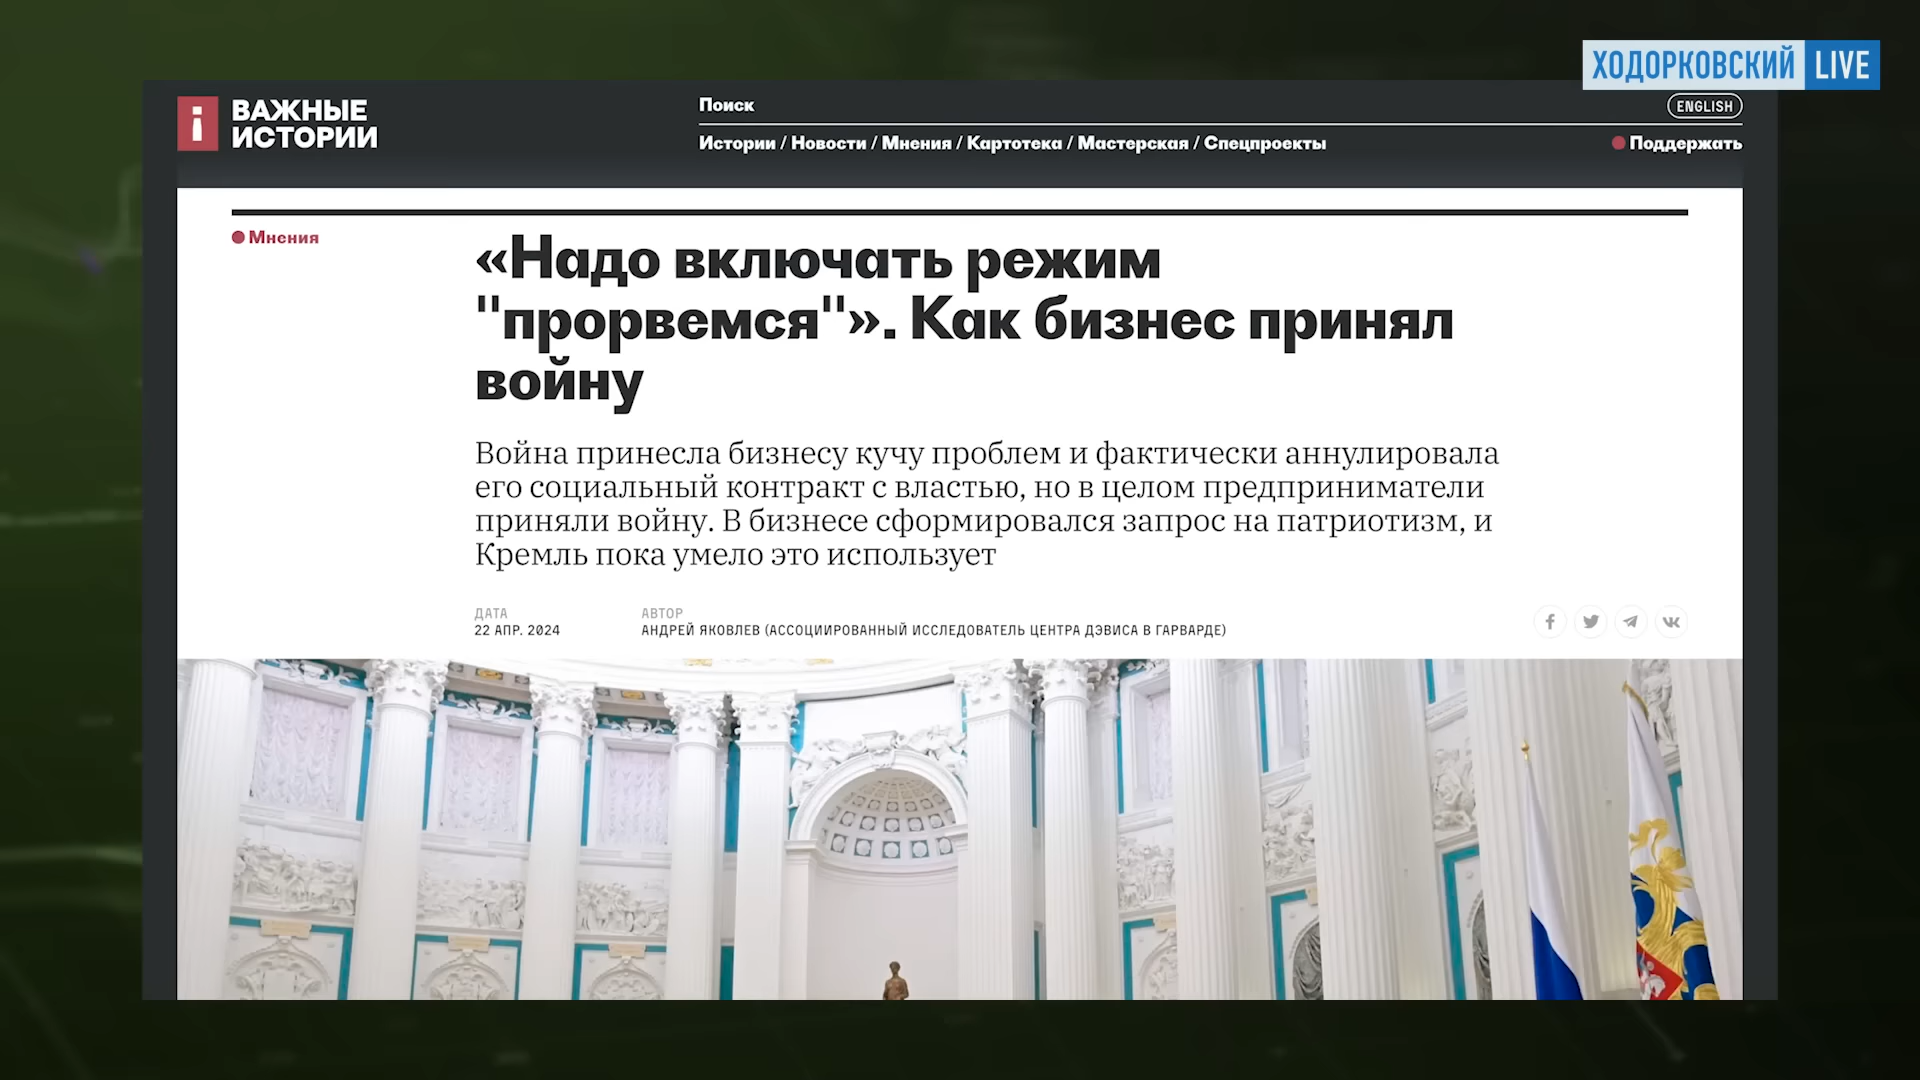 ХОДОРКОВСКИЙ LIVE
i ВАЖНЫЕ
ИСТОРИИ
Поиск
ENGLISH
Истории / Новости / Мнения / Картотека / Мастерская / Спецпроекты
Поддержать
Мнения
«Надо включать режим
"прорвемся"». Как бизнес принял
войну
Война принесла бизнесу кучу проблем и фактически аннулировала
его социальный контракт с властью, но в целом предприниматели
приняли войну. В бизнесе сформировался запрос на патриотизм, и
Кремль пока умело это использует
ДАТА
22 АПР. 2024
АВТОР
АНДРЕЙ ЯКОВЛЕВ (АССОЦИИРОВАННЫЙ ИССЛЕДОВАТЕЛЬ ЦЕНТРА ДЭВИСА В ГАРВАРДЕ)